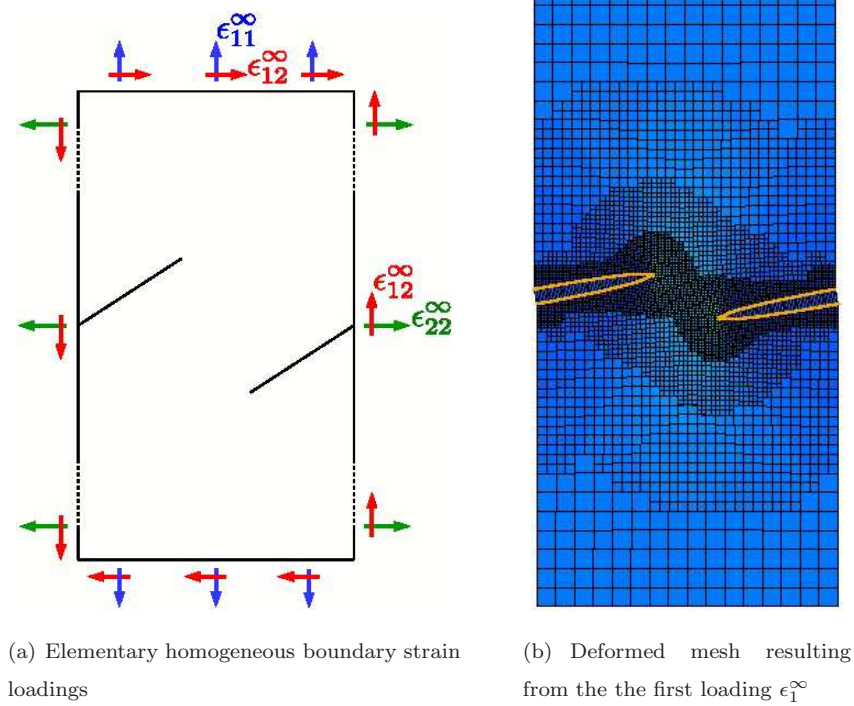 ϵ∞11
ϵ∞12
ϵ∞12
ϵ∞22
(a) Elementary homogeneous boundary strain
loadings
(b) Deformed mesh resulting
from the the first loading ϵ∞1